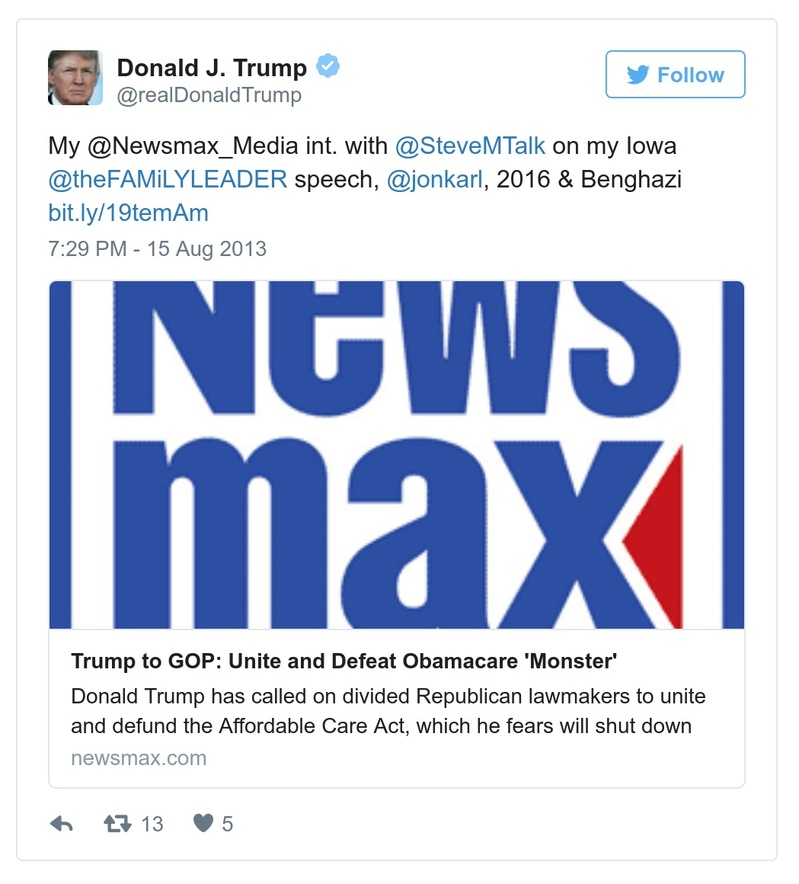 Donald J. Trump
@realDonaldTrump
Follow
My @Newsmax_Media int. with @SteveMTalk on my Iowa
@theFAMiLYLEADER speech, @jonkarl, 2016 & Benghazi
bit.ly/19temAm
7:29 PM - 15 Aug 2013
News
max
Trump to GOP: Unite and Defeat Obamacare 'Monster'
Donald Trump has called on divided Republican lawmakers to unite
and defund the Affordable Care Act, which he fears will shut down
newsmax.com
13 5